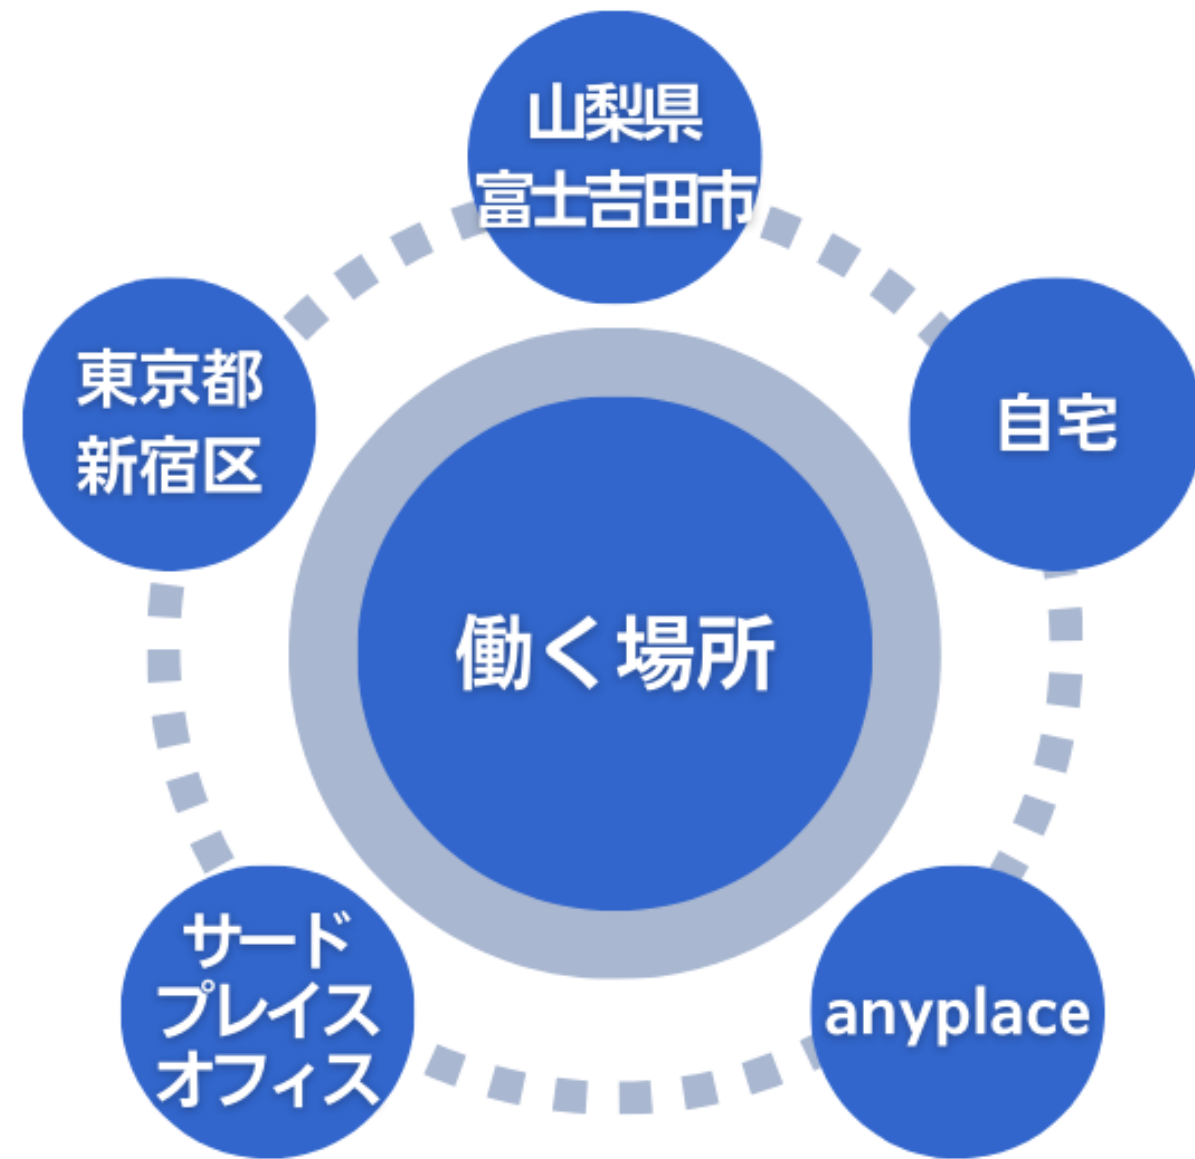 山梨県
富士吉田市
東京都
新宿区
自宅
働く場所
サード
プレイス
オフィス
anyplace